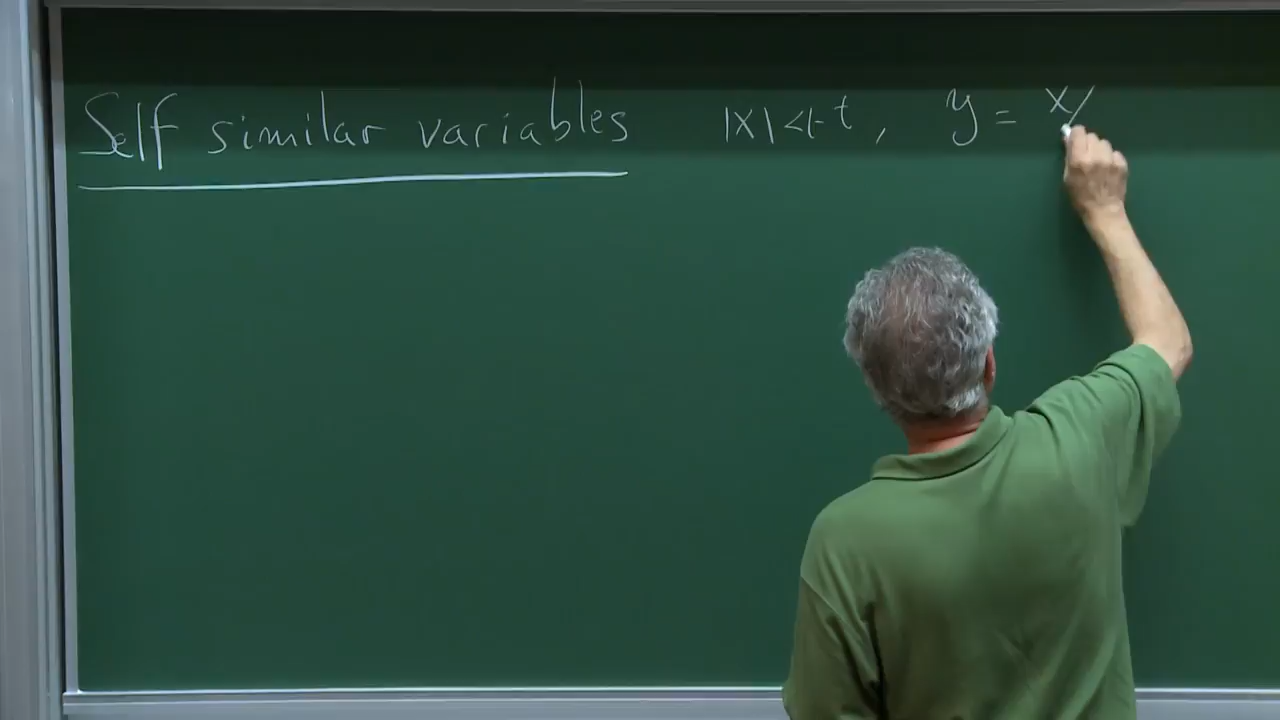 Self similar variables |x| < 1-t , y = x/